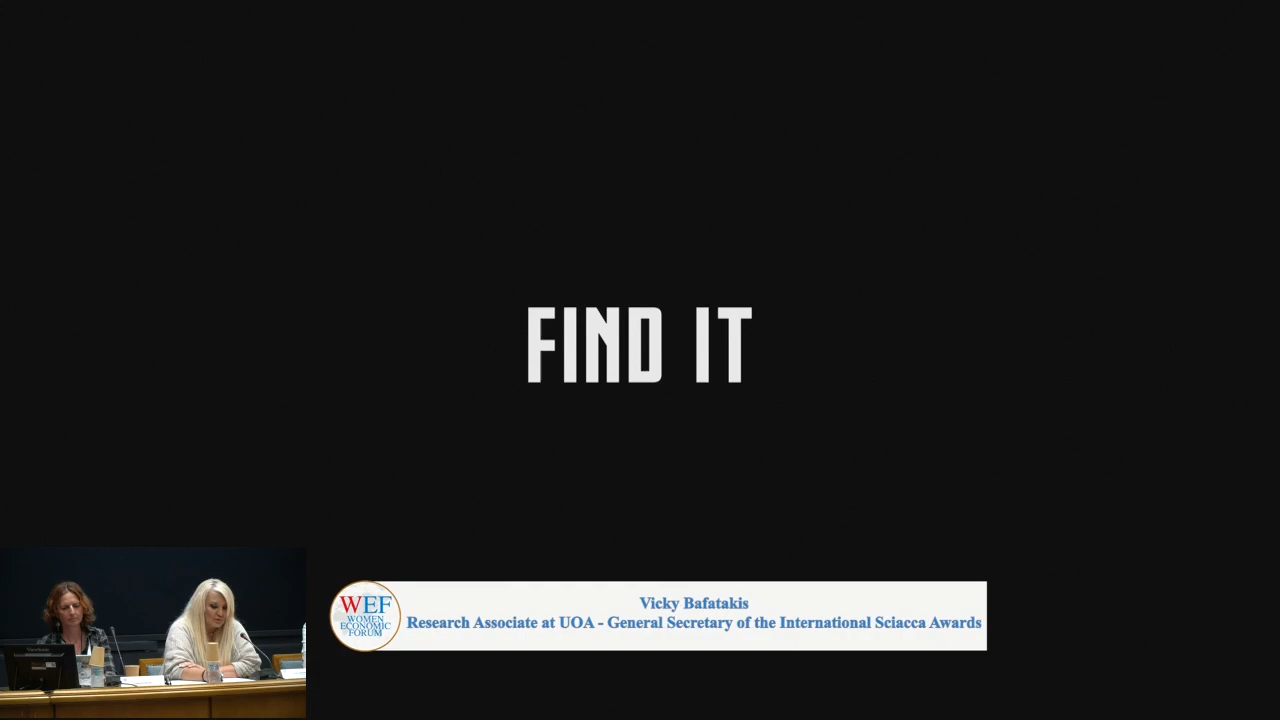 FIND IT
WEF
WOMEN
ECONOMIC
FORUM
Vicky Bafatakis
Research Associate at UOA - General Secretary of the International Sciacca Awards